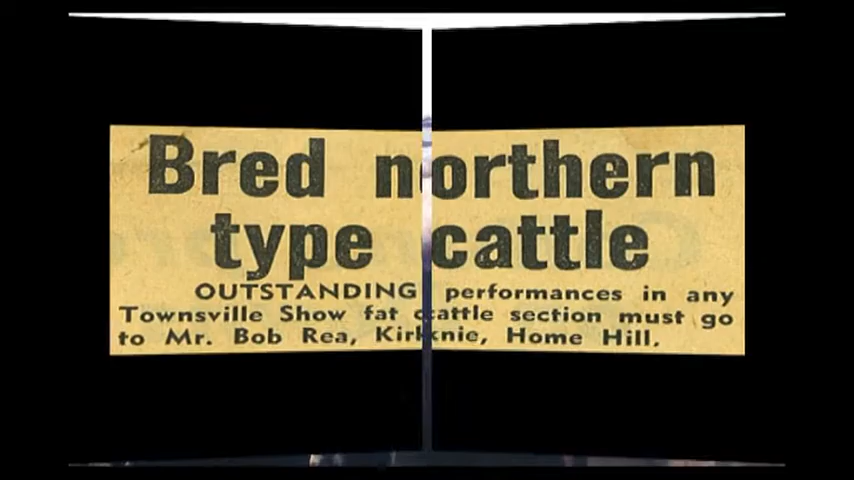 Bred northern
type cattle
OUTSTANDING performances in any
Townsville Show fat cattle section must go
to Mr. Bob Rea, Kirknie, Home Hill.